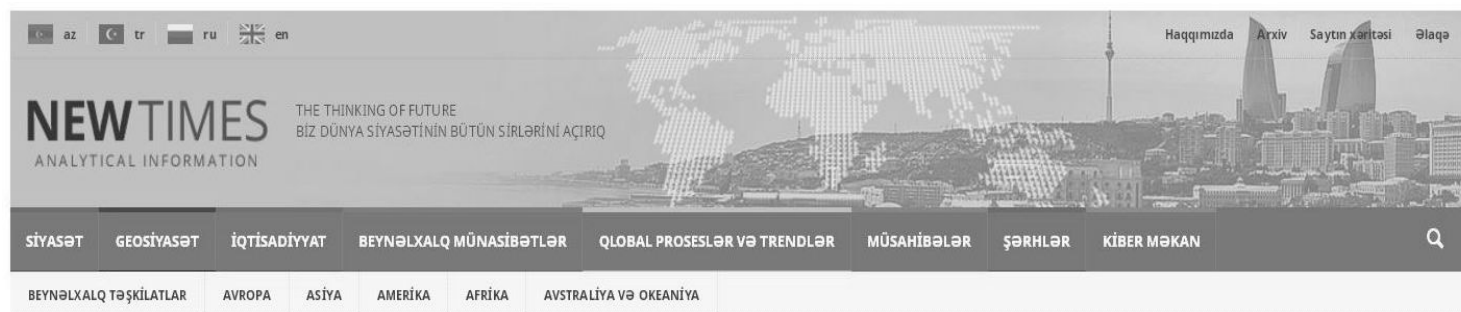 az tr ru en Haqqımızda Arxiv Saytın xəritəsi Əlaqə
NEWTIMES
ANALYTICAL INFORMATION
THE THINKING OF FUTURE
BİZ DÜNYA SİYASƏTİNİN BÜTÜN SİRLƏRİNİ AÇIRIQ
SİYASƏT GEOSİYASƏT İQTİSADİYYAT BEYNƏLXALQ MÜNASİBƏTLƏR QLOBAL PROSESLƏR VƏ TRENDLƏR MÜSAHİBƏLƏR ŞƏRHLƏR KİBER MƏKAN
BEYNƏLXALQ TƏŞKİLATLAR AVROPA ASİYA AMERİKA AFRİKA AVSTRALİYA VƏ OKEANİYA